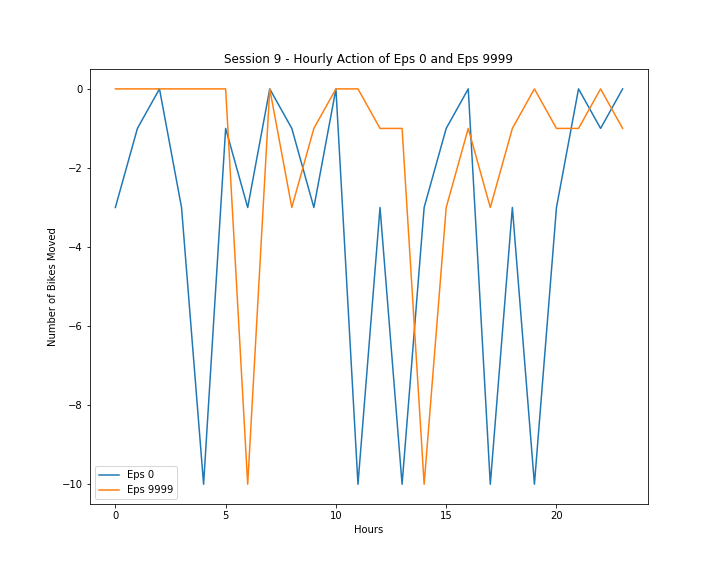 Session 9 - Hourly Action of Eps 0 and Eps 9999
Number of Bikes Moved
0
−2
−4
−6
−8
−10
Eps 0
Eps 9999
0
5
10
15
20
Hours